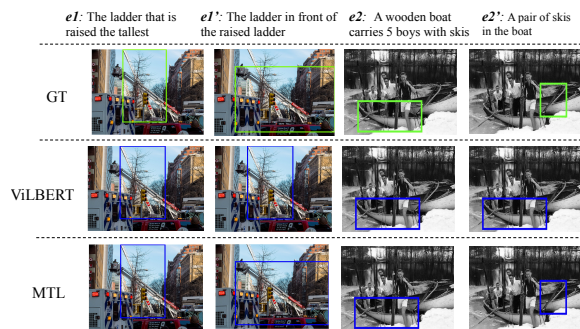 e1: The ladder that is raised the tallest
e1’: The ladder in front of the raised ladder
e2: A wooden boat carries 5 boys with skis
e2’: A pair of skis in the boat
GT
ViLBERT
MTL